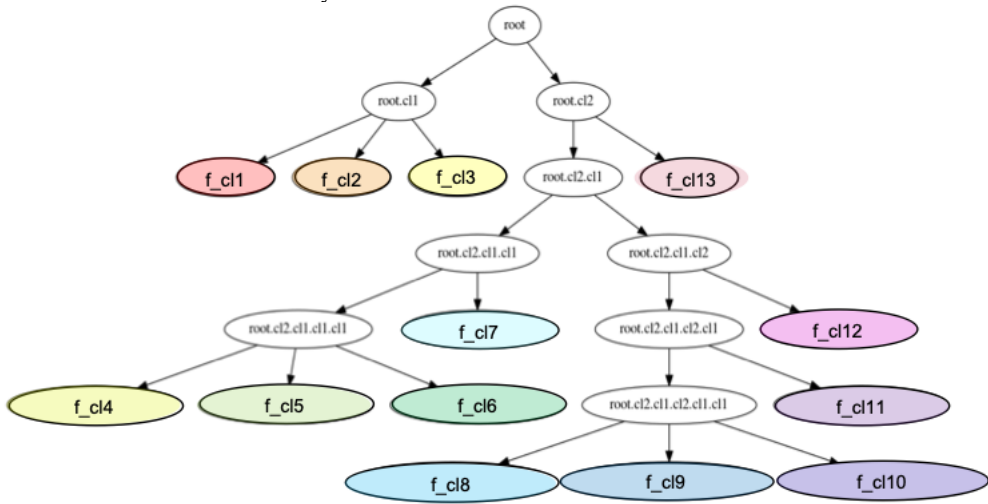 root
root.cl1
root.cl2
f_cl1
f_cl2
f_cl3
root.cl2.cl1
f_cl13
root.cl2.cl1.cl1
root.cl2.cl1.cl2
root.cl2.cl1.cl1.cl1
f_cl7
root.cl2.cl1.cl2.cl1
f_cl12
f_cl4
f_cl5
f_cl6
root.cl2.cl1.cl2.cl1.cl1
f_cl11
f_cl8
f_cl9
f_cl10